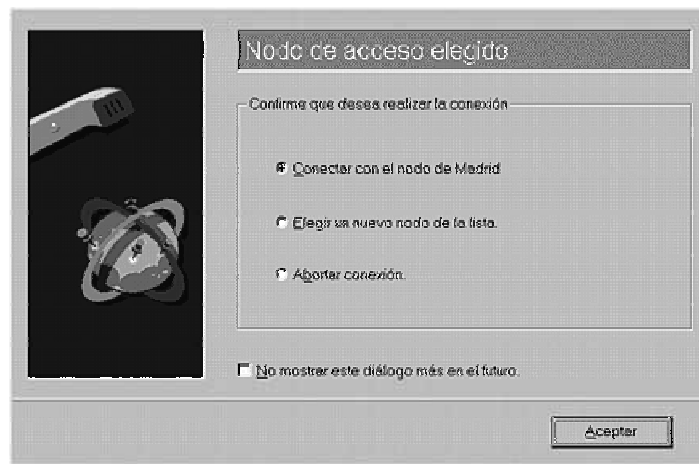 Nodo de acceso elegido
Confirme que desea realizar la conexión
Conectar con el nodo de Madrid
Elegir un nuevo nodo de la lista.
Abortar conexión.
No mostrar este diálogo más en el futuro.
Aceptar